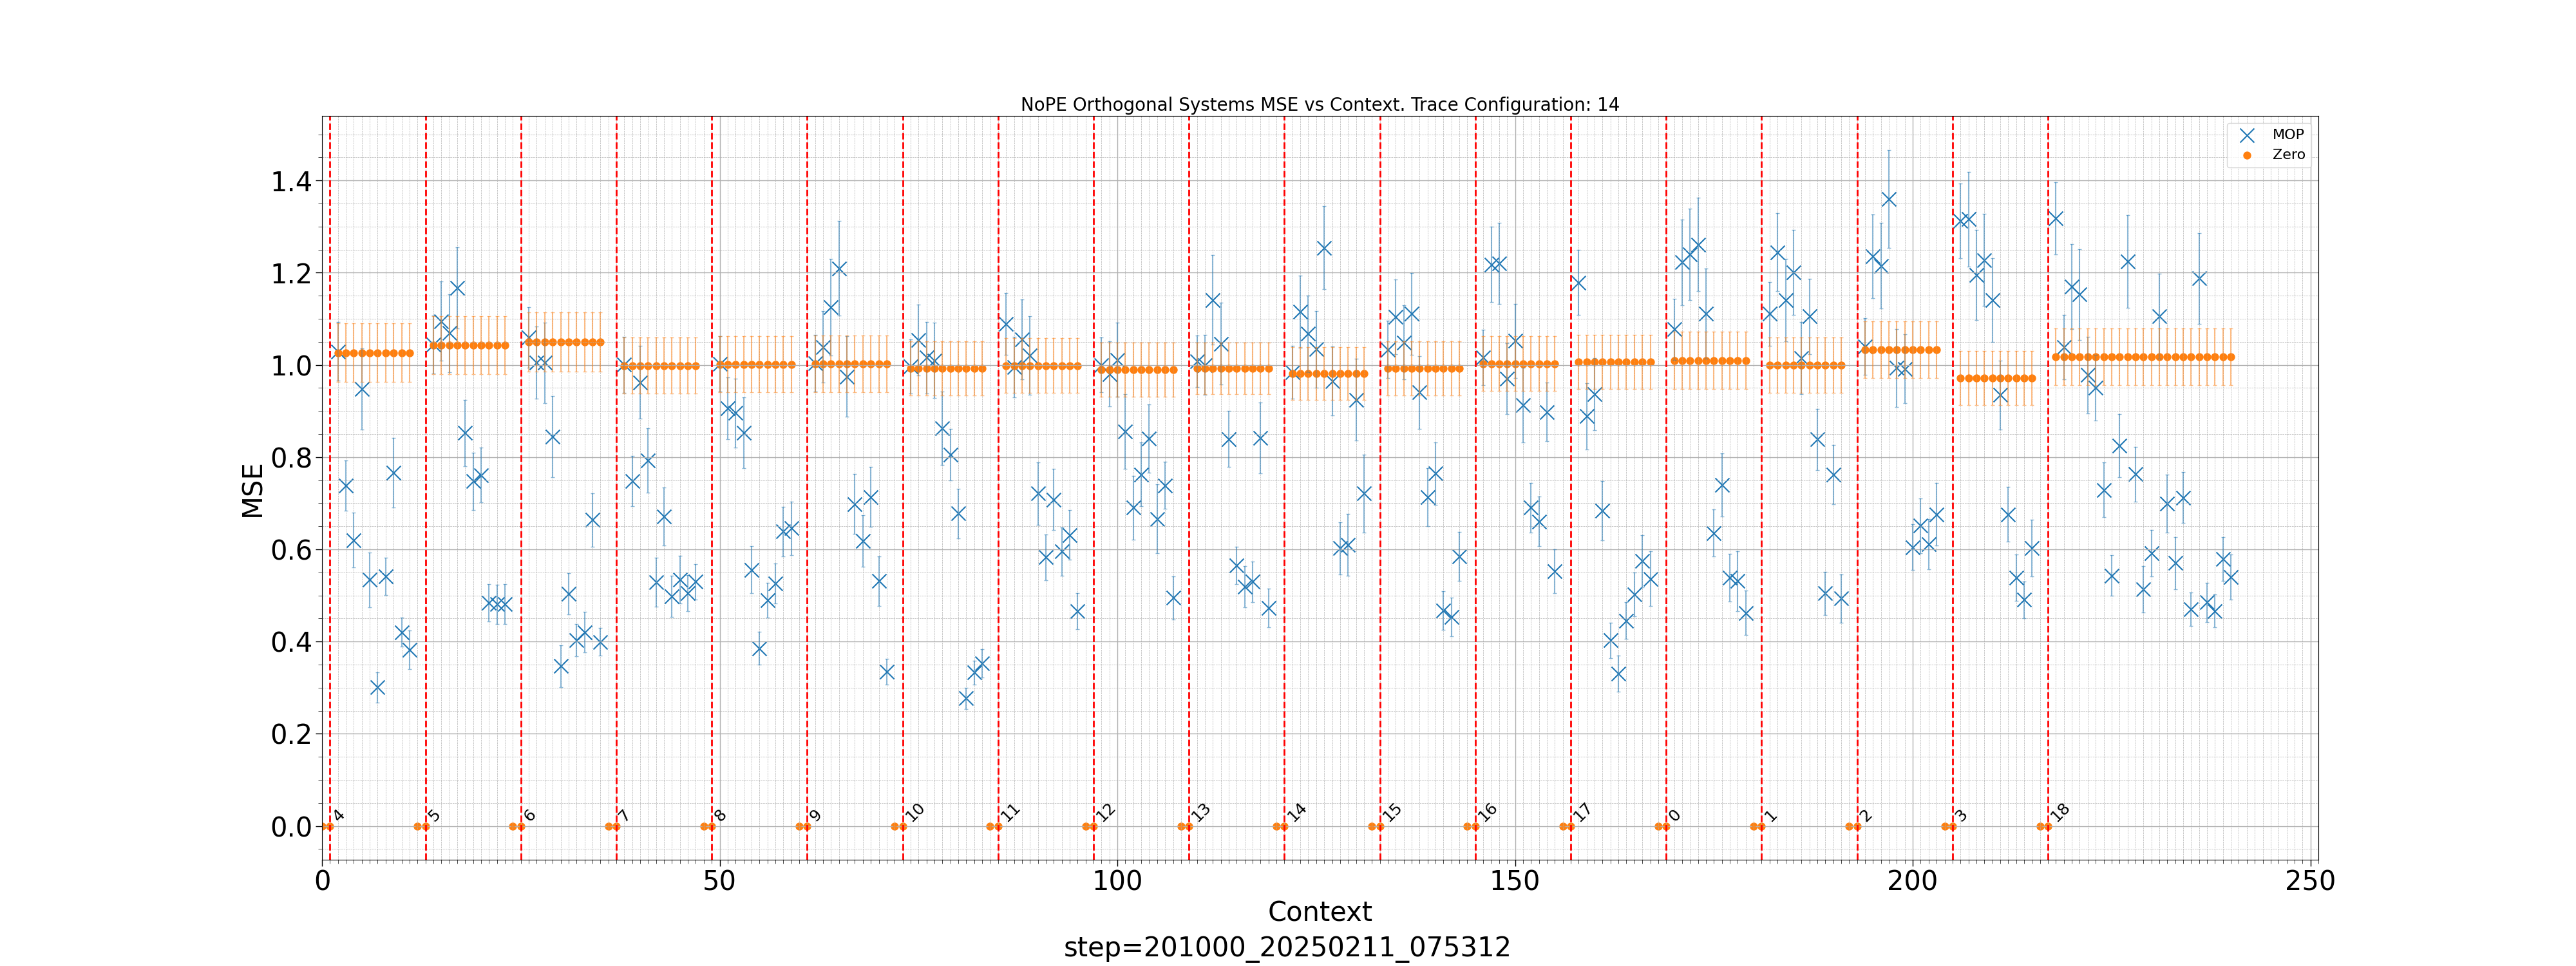 NoPE Orthogonal Systems MSE vs Context. Trace Configuration: 14
MOP
Zero
MSE
1.4
1.2
1.0
0.8
0.6
0.4
0.2
0.0
4 5 6 7 8 9 10 11 12 13 14 15 16 17 0 1 2 3 18
0 50 100 150 200 250
Context
step=201000_20250211_075312